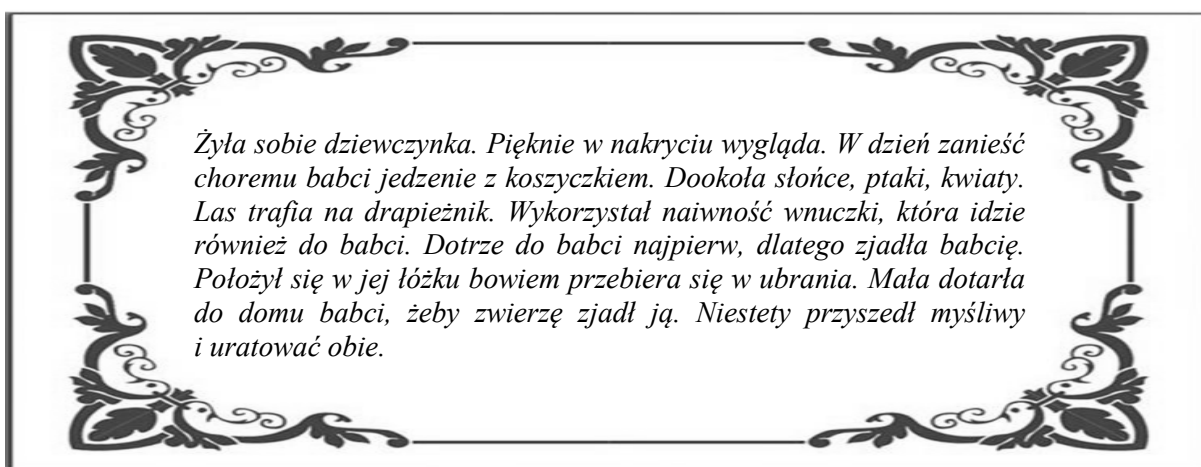 Żyła sobie dziewczynka. Pięknie w nakryciu wygląda. W dzień zanieść
choremu babci jedzenie z koszyczkiem. Dookoła słońce, ptaki, kwiaty.
Las trafia na drapieżnik. Wykorzystał naiwność wnuczki, która idzie
również do babci. Dotrze do babci najpierw, dlatego zjadła babcię.
Położył się w jej łóżku bowiem przebiera się w ubrania. Mała dotarła
do domu babci, żeby zwierzę zjadł ją. Niestety przyszedł myśliwy
i uratować obie.